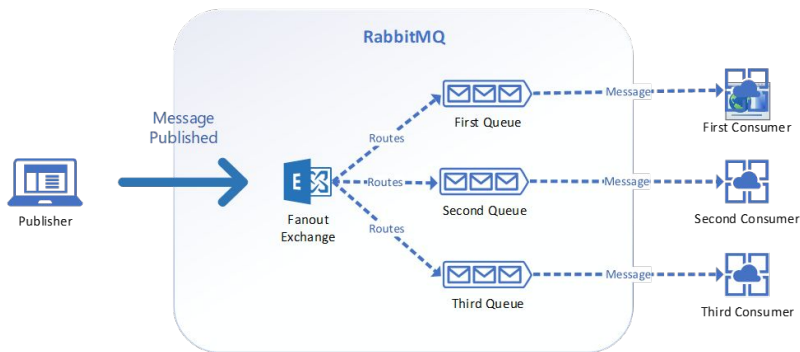 RabbitMQ
Message
Published
Publisher
E
Fanout
Exchange
Routes
Routes
Routes
First Queue
Second Queue
Third Queue
Message
Message
Message
First Consumer
Second Consumer
Third Consumer